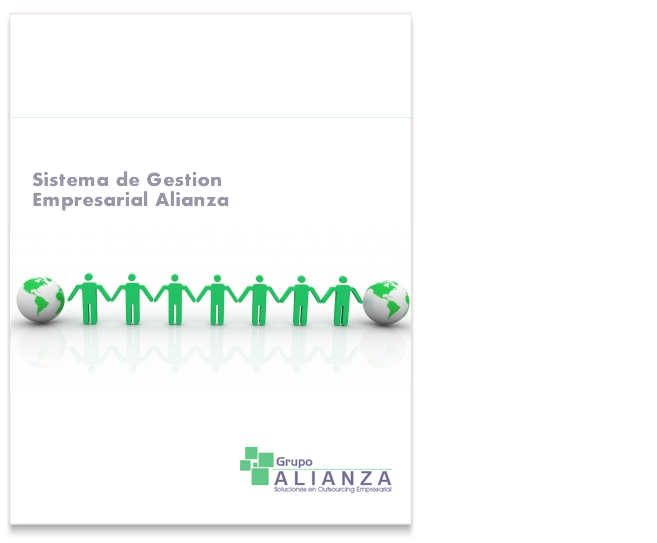 Sistema de Gestion
Empresarial Alianza
Grupo
ALIANZA
Soluciones en Outsourcing Empresarial